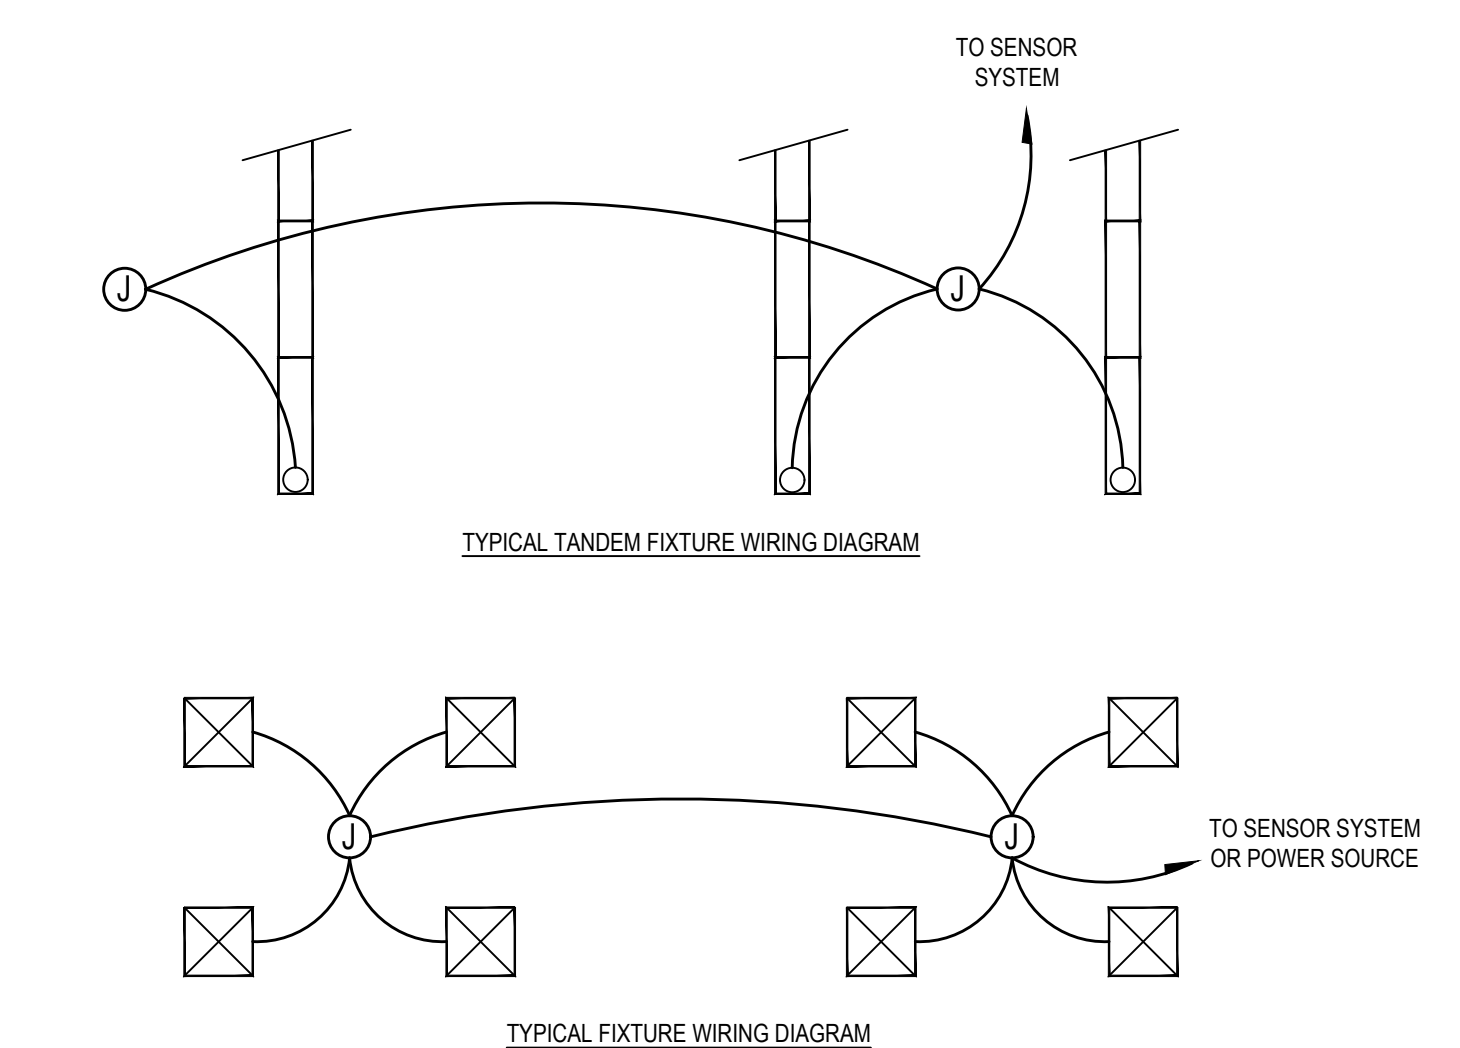 TO SENSOR
SYSTEM
J
J
TYPICAL TANDEM FIXTURE WIRING DIAGRAM
J
J
TO SENSOR SYSTEM
OR POWER SOURCE
TYPICAL FIXTURE WIRING DIAGRAM